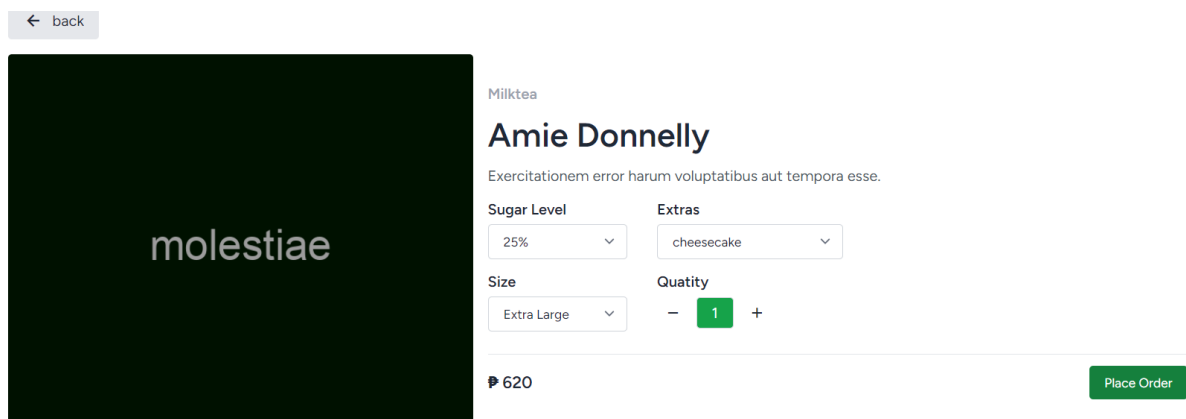 back
molestiae
Milktea
Amie Donnelly
Exercitationem error harum voluptatibus aut tempora esse.
Sugar Level Extras
25% cheesecake
Size Quatity
Extra Large − 1 +
₱ 620 Place Order